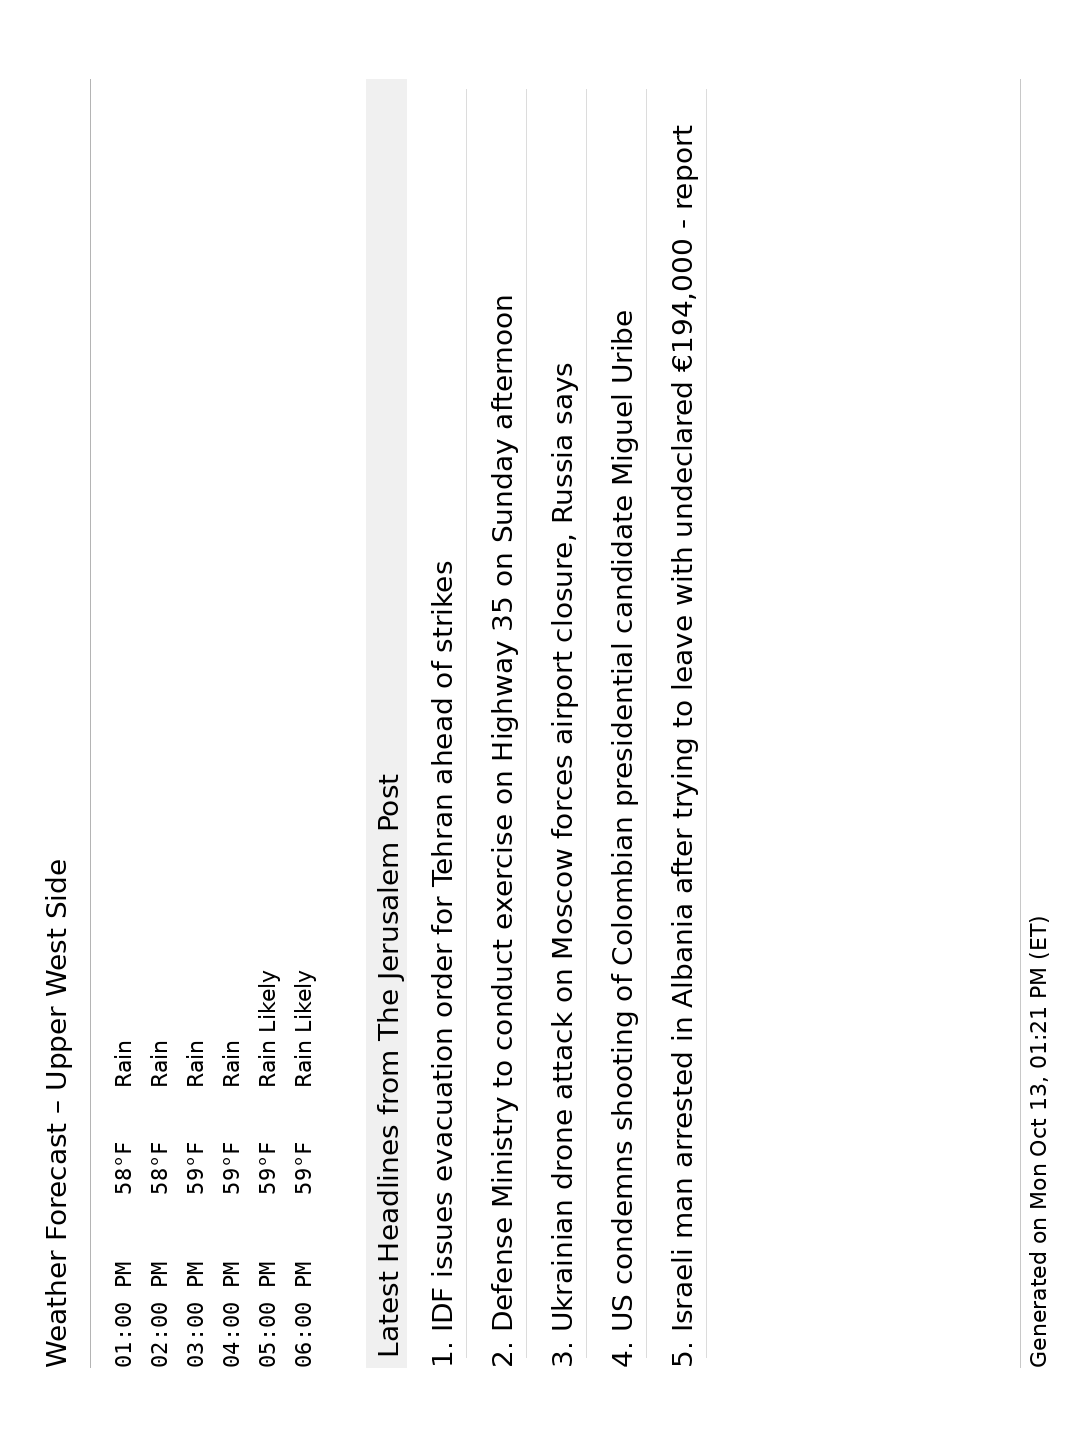 Weather Forecast – Upper West Side
01:00 PM 58°F Rain
02:00 PM 58°F Rain
03:00 PM 59°F Rain
04:00 PM 59°F Rain
05:00 PM 59°F Rain Likely
06:00 PM 59°F Rain Likely
Latest Headlines from The Jerusalem Post
1. IDF issues evacuation order for Tehran ahead of strikes
2. Defense Ministry to conduct exercise on Highway 35 on Sunday afternoon
3. Ukrainian drone attack on Moscow forces airport closure, Russia says
4. US condemns shooting of Colombian presidential candidate Miguel Uribe
5. Israeli man arrested in Albania after trying to leave with undeclared €194,000 - report
Generated on Mon Oct 13, 01:21 PM (ET)